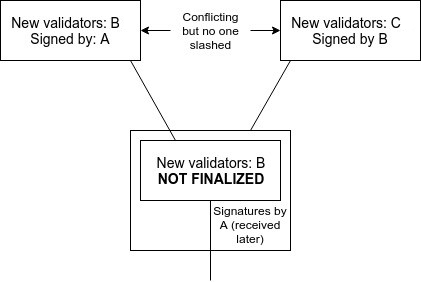 New validators: B
Signed by: A
Conflicting
but no one
slashed
New validators: C
Signed by B
New validators: B
NOT FINALIZED
Signatures by
A (received
later)